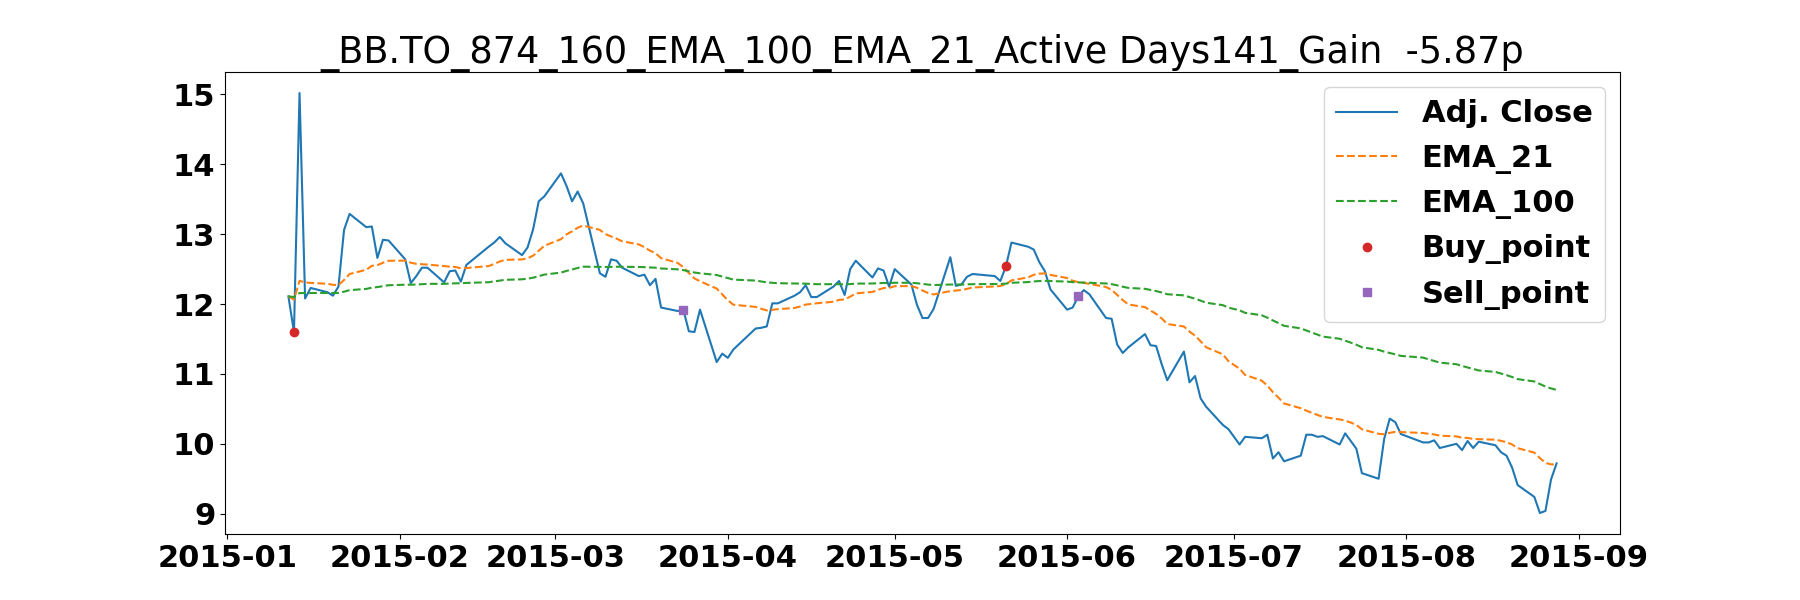 _BB.TO_874_160_EMA_100_EMA_21_Active Days141_Gain  -5.87p
15
14
13
12
11
10
9
Adj. Close
EMA_21
EMA_100
Buy_point
Sell_point
2015-01 2015-02 2015-03 2015-04 2015-05 2015-06 2015-07 2015-08 2015-09